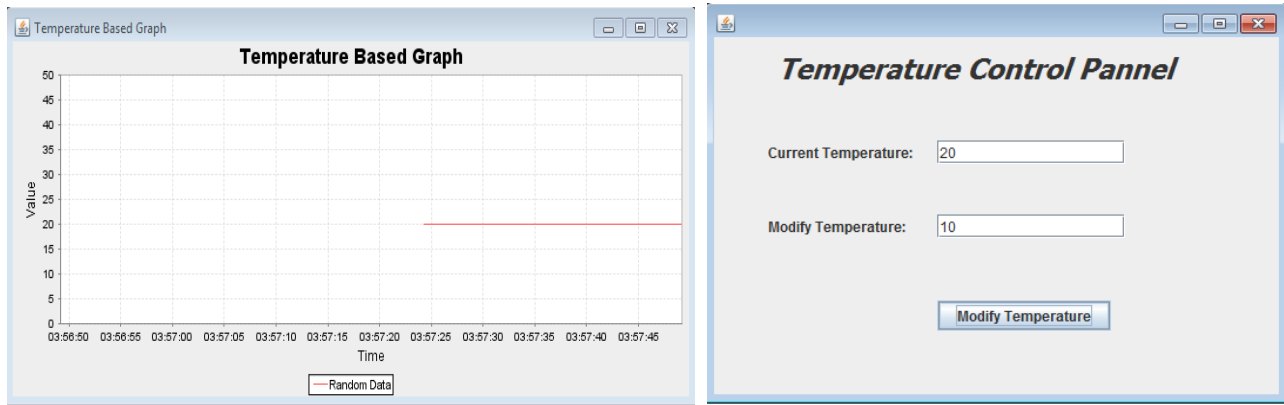 Temperature Based Graph
Temperature Based Graph
50
45
40
35
30
25
20
15
10
5
0
Value
03:56:50 03:56:55 03:57:00 03:57:05 03:57:10 03:57:15 03:57:20 03:57:25 03:57:30 03:57:35 03:57:40 03:57:45
Time
Random Data
Temperature Control Pannel
Current Temperature: 20
Modify Temperature: 10
Modify Temperature